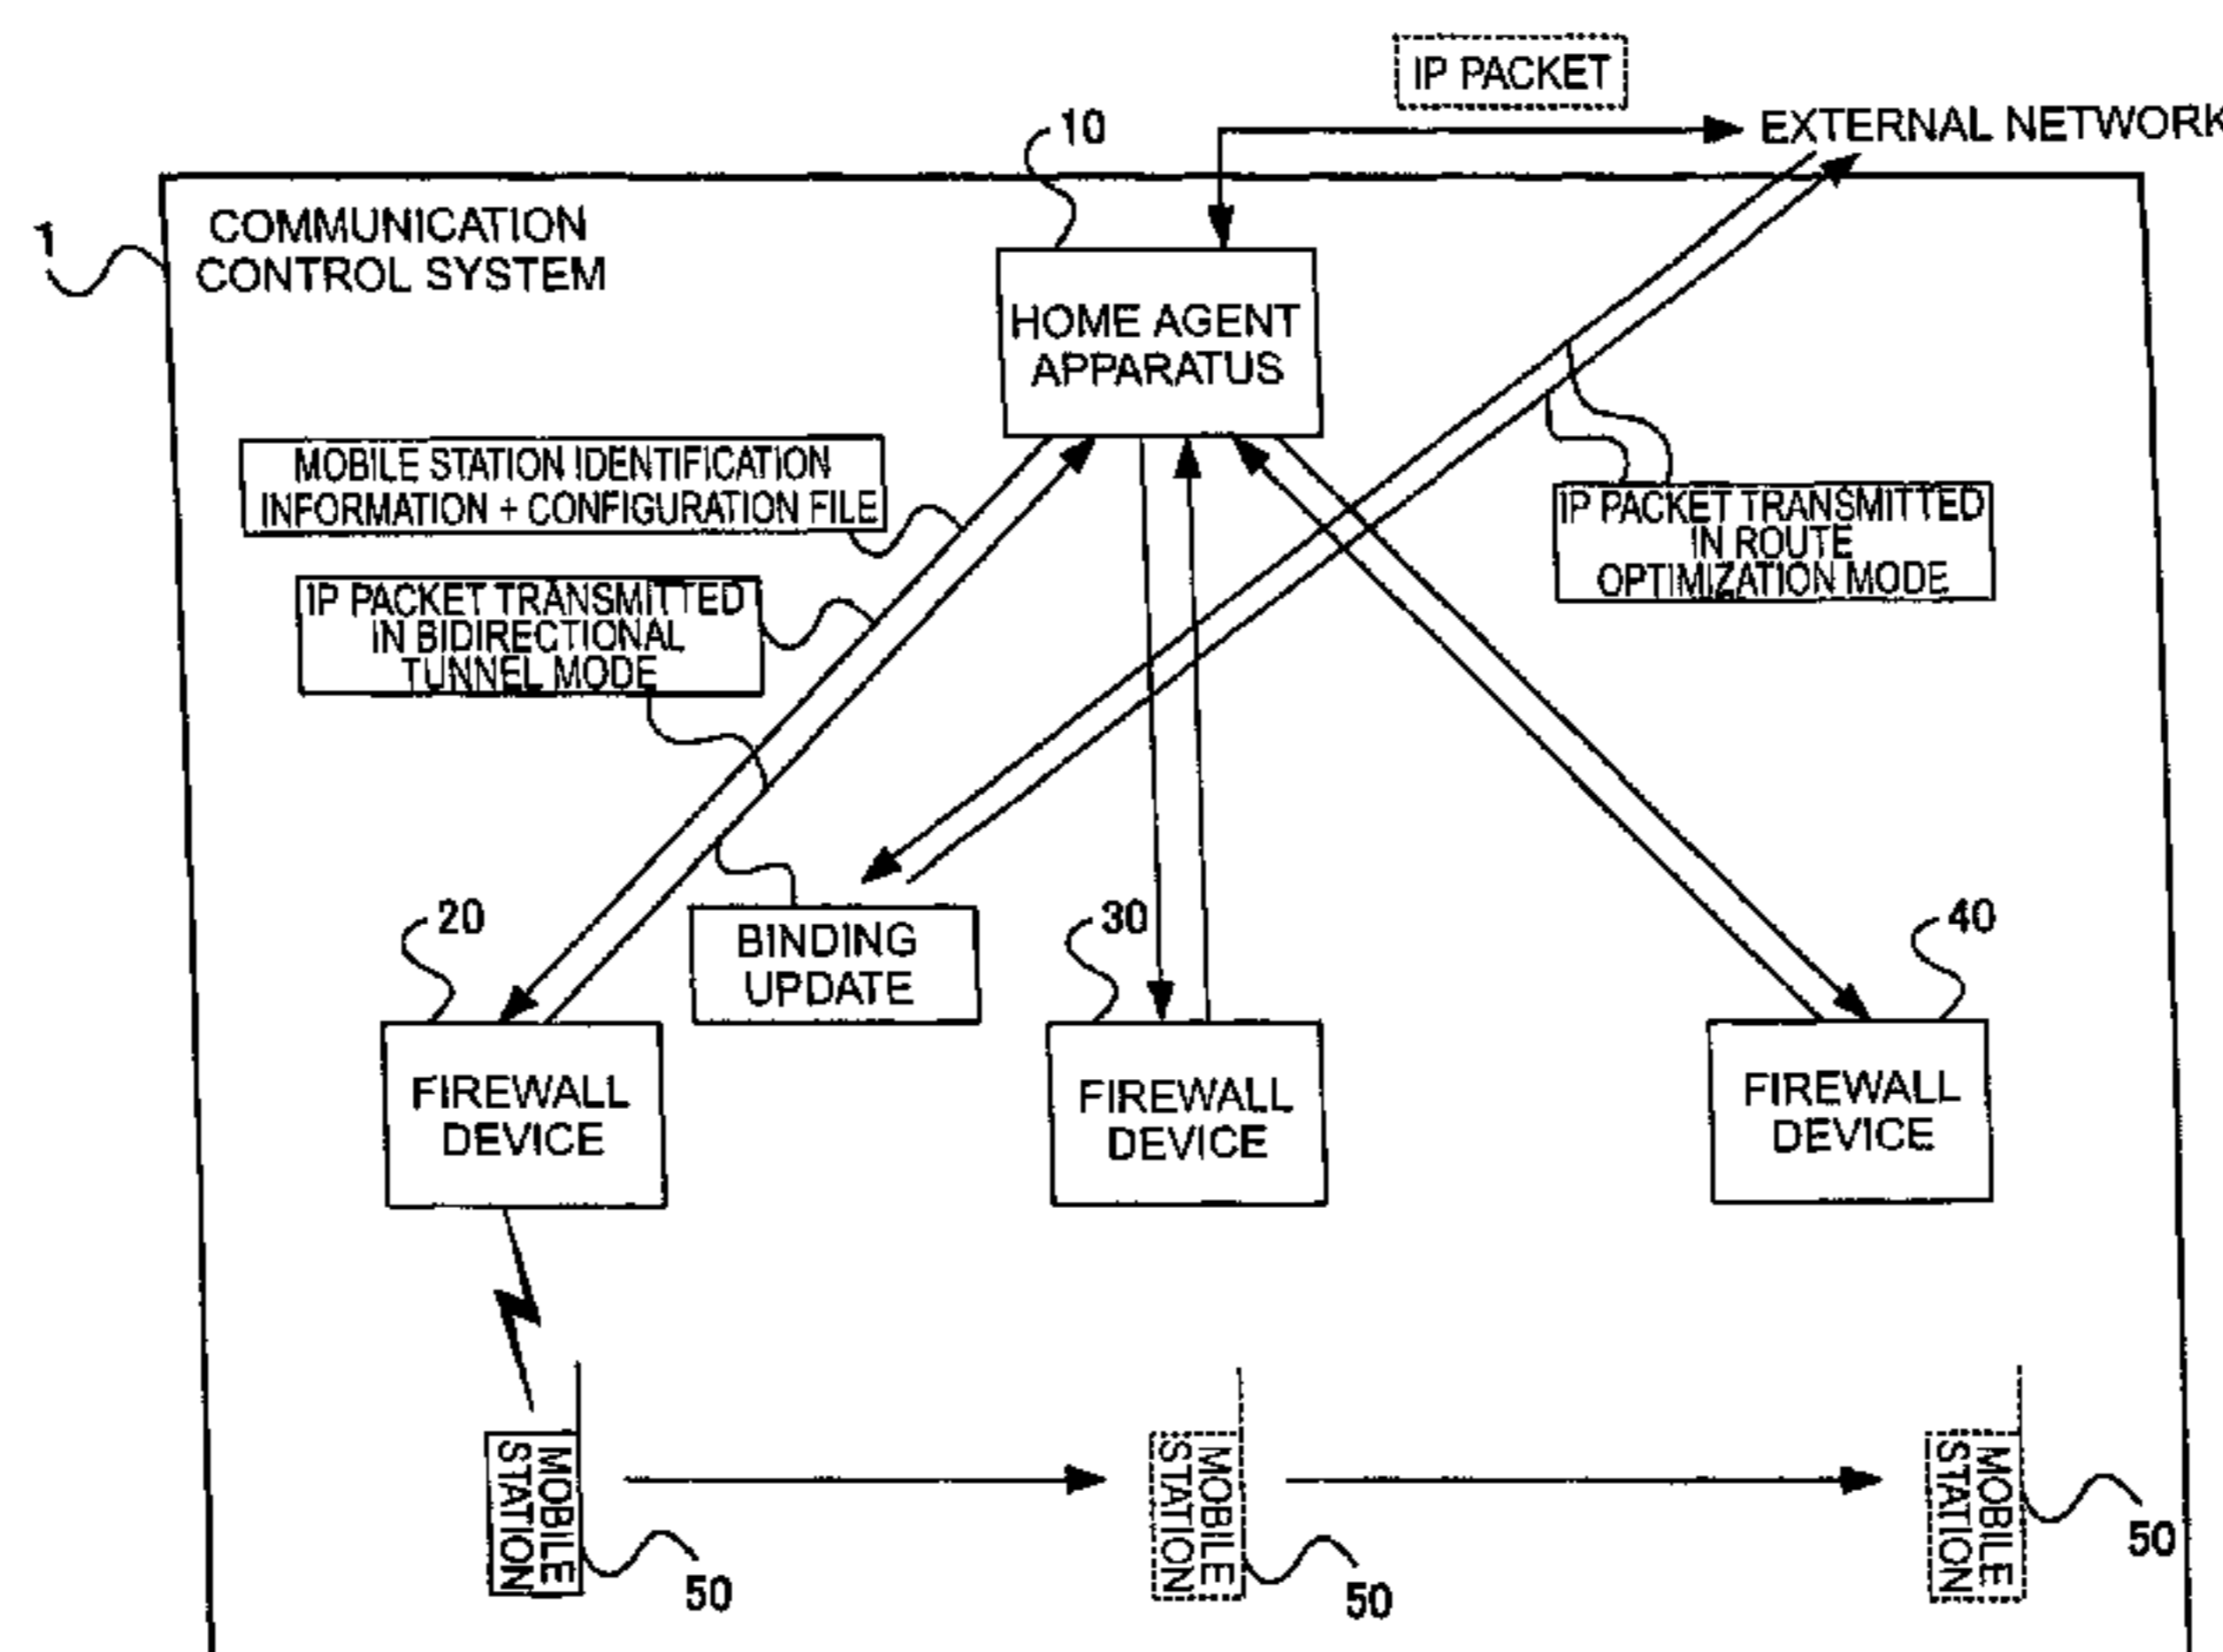 IP PACKET
EXTERNAL NETWORK
10
1
COMMUNICATION
CONTROL SYSTEM
HOME AGENT
APPARATUS
MOBILE STATION IDENTIFICATION
INFORMATION + CONFIGURATION FILE
IP PACKET TRANSMITTED
IN ROUTE
OPTIMIZATION MODE
IP PACKET TRANSMITTED
IN BIDIRECTIONAL
TUNNEL MODE
20
BINDING
UPDATE
30
40
FIREWALL
DEVICE
FIREWALL
DEVICE
FIREWALL
DEVICE
MOBILE
STATION
50
MOBILE
STATION
50
MOBILE
STATION
50